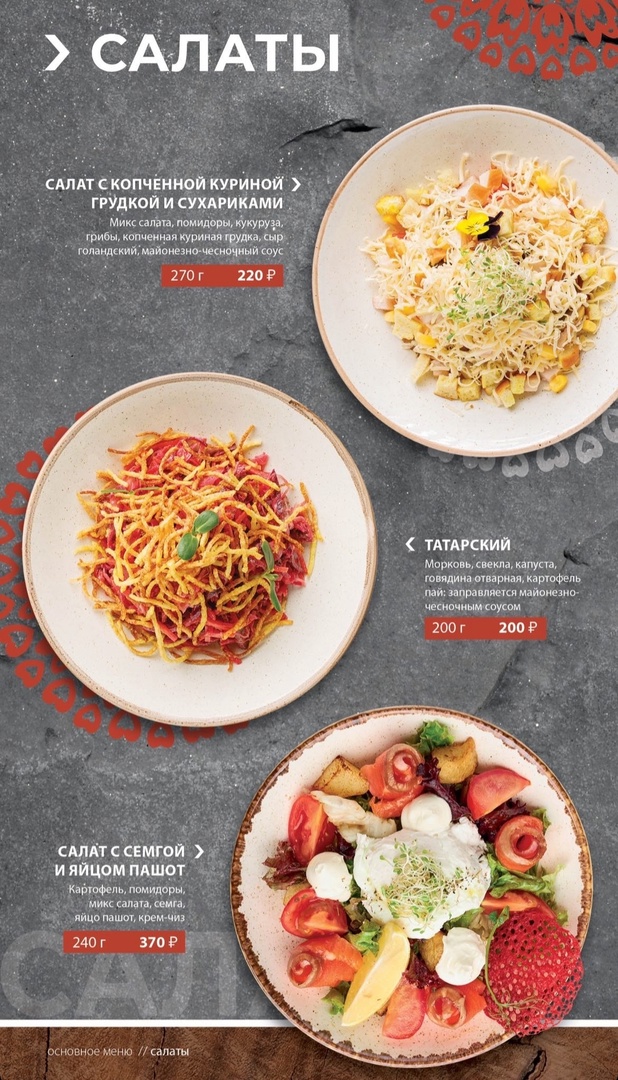 › САЛАТЫ
САЛАТ С КОПЧЕННОЙ КУРИНОЙ ›
ГРУДКОЙ И СУХАРИКАМИ
Микс салата, помидоры, кукуруза,
грибы, копченная куриная грудка, сыр
голандский, майонезно-чесночный соус
270 г 220 ₽
‹ ТАТАРСКИЙ
Морковь, свекла, капуста,
говядина отварная, картофель
пай: заправляется майонезно-
чесночным соусом
200 г 200 ₽
САЛАТ С СЕМГОЙ ›
И ЯЙЦОМ ПАШОТ
Картофель, помидоры,
микс салата, семга,
яйцо пашот, крем-чиз
240 г 370 ₽
САЛ
основное меню // салаты